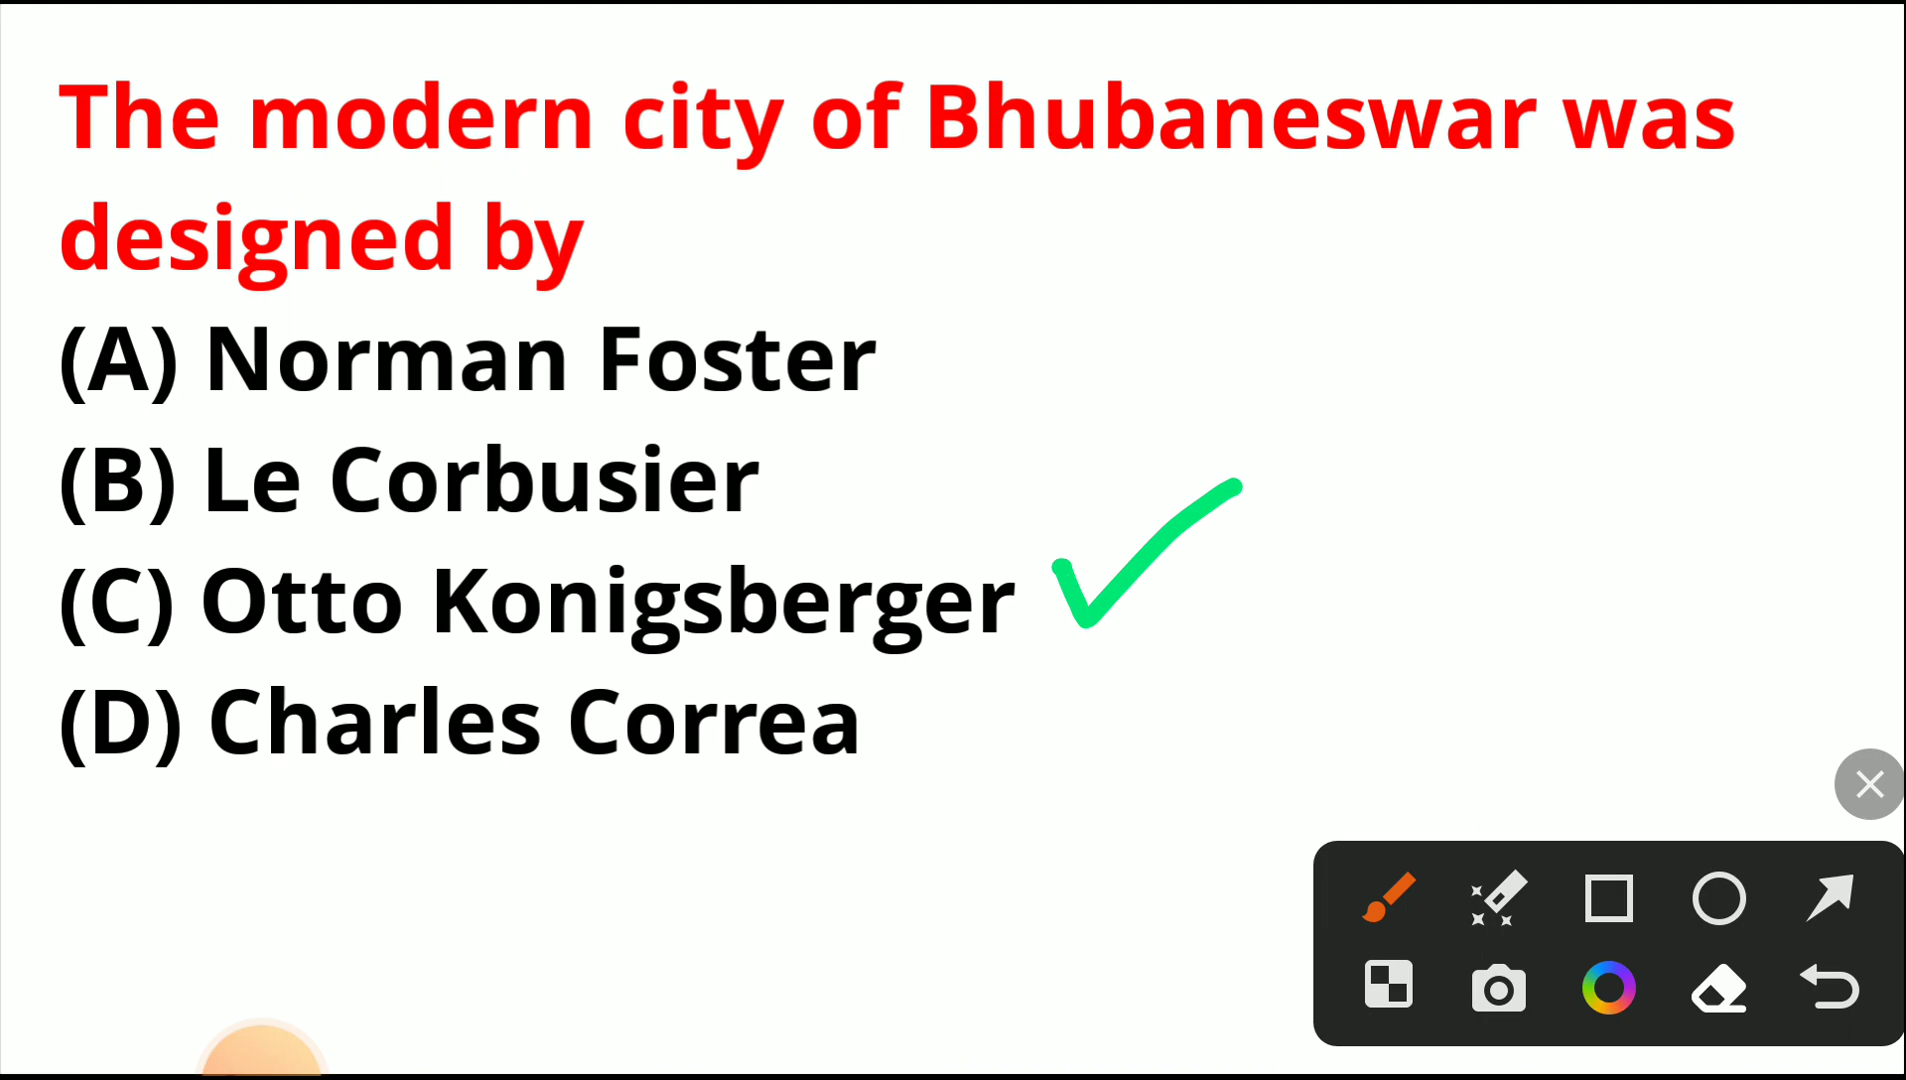 The modern city of Bhubaneswar was
designed by
(A) Norman Foster
(B) Le Corbusier
(C) Otto Konigsberger
(D) Charles Correa